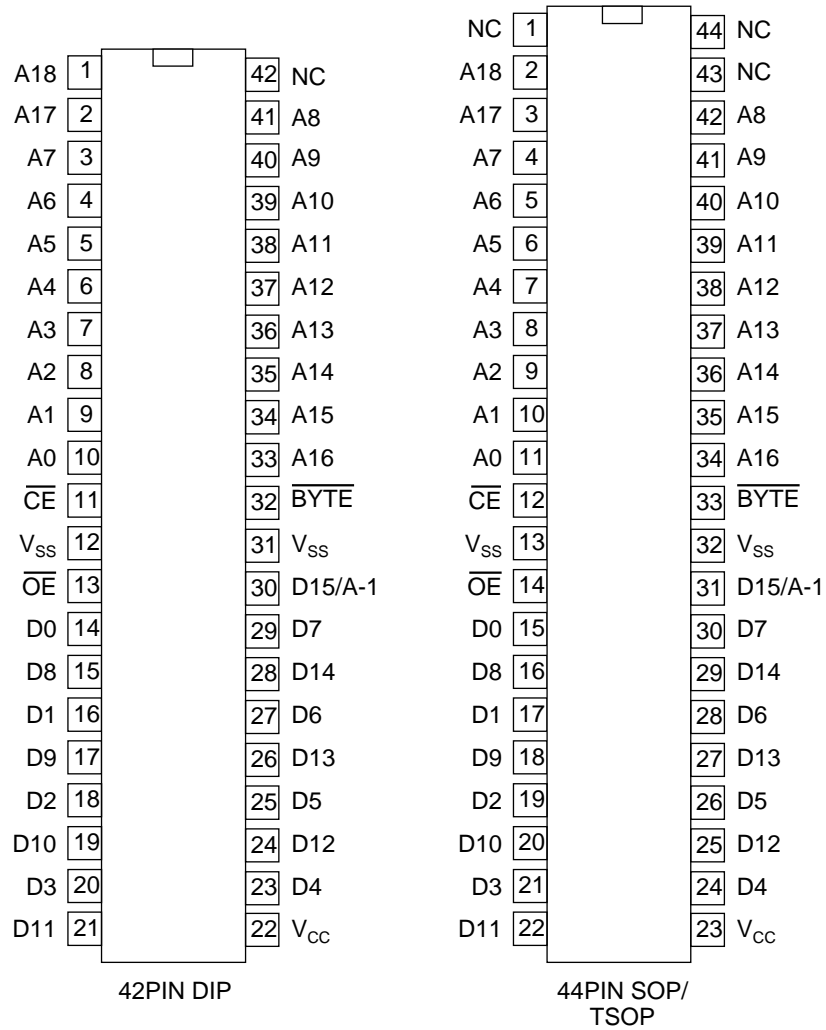 A18 1 42 NC
A17 2 41 A8
A7 3 40 A9
A6 4 39 A10
A5 5 38 A11
A4 6 37 A12
A3 7 36 A13
A2 8 35 A14
A1 9 34 A15
A0 10 33 A16
C̅E̅ 11 32 B̅Y̅T̅E̅
VSS 12 31 VSS
O̅E̅ 13 30 D15/A-1
D0 14 29 D7
D8 15 28 D14
D1 16 27 D6
D9 17 26 D13
D2 18 25 D5
D10 19 24 D12
D3 20 23 D4
D11 21 22 VCC
42PIN DIP
NC 1 44 NC
A18 2 43 NC
A17 3 42 A8
A7 4 41 A9
A6 5 40 A10
A5 6 39 A11
A4 7 38 A12
A3 8 37 A13
A2 9 36 A14
A1 10 35 A15
A0 11 34 A16
C̅E̅ 12 33 B̅Y̅T̅E̅
VSS 13 32 VSS
O̅E̅ 14 31 D15/A-1
D0 15 30 D7
D8 16 29 D14
D1 17 28 D6
D9 18 27 D13
D2 19 26 D5
D10 20 25 D12
D3 21 24 D4
D11 22 23 VCC
44PIN SOP/
TSOP